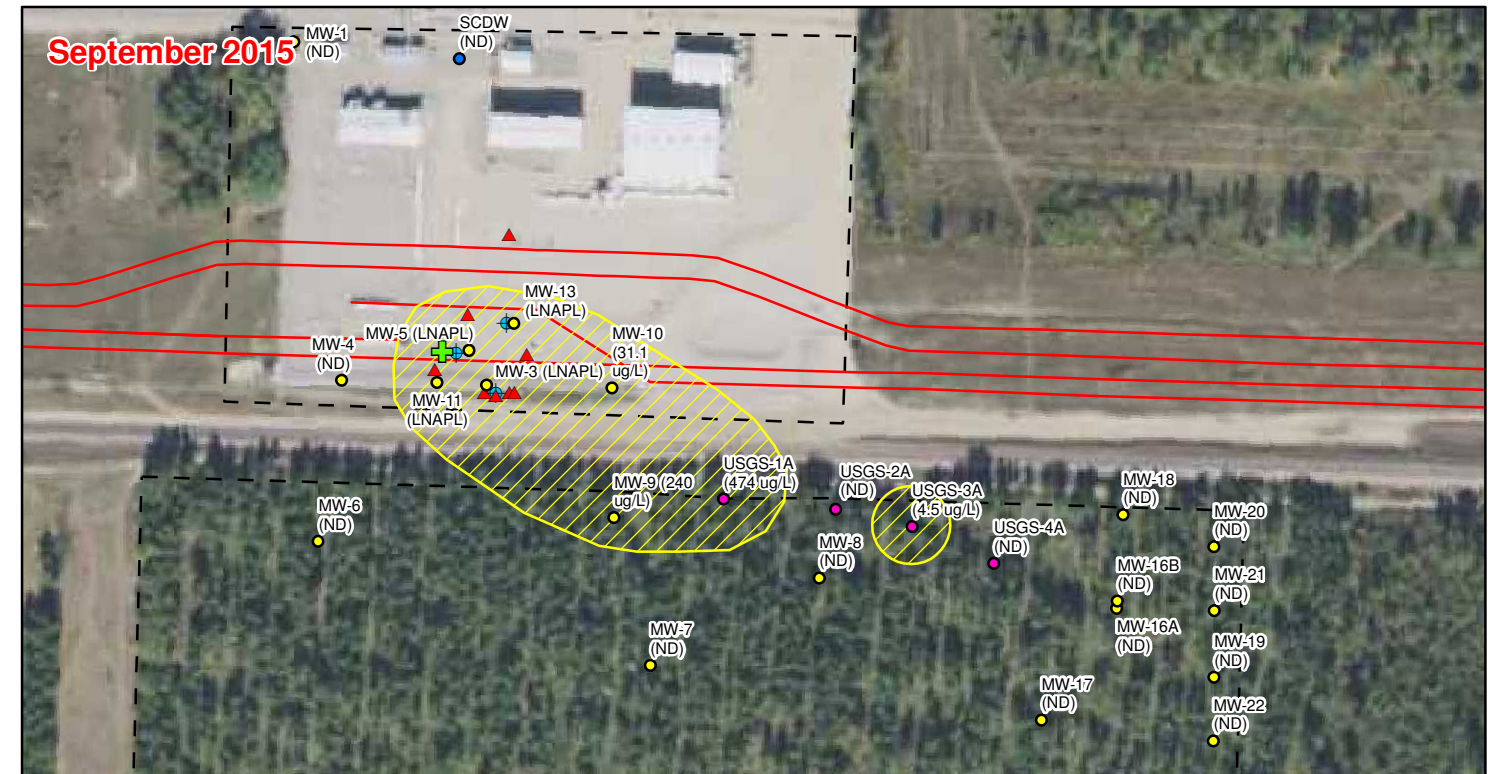 September 2015
MW-1
(ND)
SCDW
(ND)
MW-13
(LNAPL)
MW-5 (LNAPL)
MW-10
(31.1
ug/L)
MW-4
(ND)
MW-3 (LNAPL)
MW-11
(LNAPL)
MW-9 (240
ug/L)
USGS-1A
(474 ug/L)
USGS-2A
(ND)
USGS-3A
(4.5 ug/L)
USGS-4A
(ND)
MW-18
(ND)
MW-20
(ND)
MW-6
(ND)
MW-8
(ND)
MW-16B
(ND)
MW-21
(ND)
MW-16A
(ND)
MW-7
(ND)
MW-19
(ND)
MW-17
(ND)
MW-22
(ND)